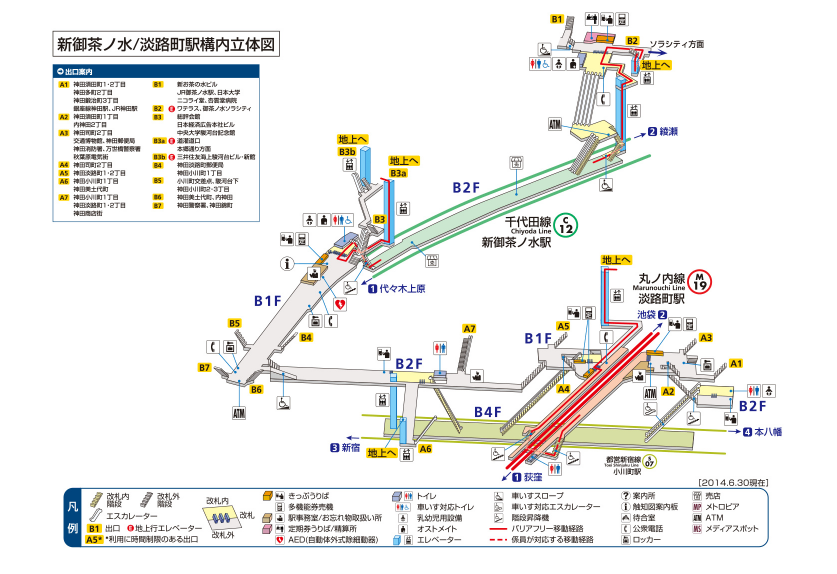 新御茶ノ水/淡路町駅構内立体図
出口案内
A1 神田須田町1・2丁目
神田多町2丁目
神田鍛冶町3丁目
銀座線神田駅、JR神田駅
A2 神田須田町1丁目
内神田2丁目
A3 神田司町2丁目
交通博物館、神田郵便局
神田消防署、万世橋警察署
秋葉原電気街
A4 神田司町2丁目
A5 神田淡路町1・2丁目
A6 神田小川町1丁目
神田美土代町
A7 神田小川町1丁目
神田淡路町1・2丁目
神田商店街
B1 新お茶の水ビル
JR御茶ノ水駅、日本大学
ニコライ堂、杏雲堂病院
B2 E ワテラス、御茶ノ水ソラシティ
B3 総評会館
日本経済広告本社ビル
中央大学駿河台記念館
B3a E 道灌道口
本郷通り方面
B3b E 三井住友海上駿河台ビル・新館
B4 神田淡路町郵便局
神田小川町1丁目
B5 小川町交差点、駿河台下
神田小川町2・3丁目
B6 神田美土代町、内神田
B7 神田警察署、神田錦町
B1
B2
ソラシティ方面
地上へ
ATM
2 綾瀬
地上へ
B3b
地上へ
B3a
B3
B2F
千代田線
Chiyoda Line
新御茶ノ水駅
C
12
1 代々木上原
B1F
B5
B7
B6
B4
ATM
地上へ
丸ノ内線
Marunouchi Line
淡路町駅
M
19
池袋 2
A7
A5
B1F
A3
A1
B2F
A4
ATM
A2
B2F
B4F
3 新宿
地上へ
A6
4 本八幡
都営新宿線
Toei Shinjuku Line
小川町駅
S
07
1 荻窪
[2014.6.30現在]
凡例
改札内
階段
改札外
階段
エスカレーター
B1 出口 E 地上行エレベーター
A5* *利用に時間制限のある出口
改札内
改札
改札外
きっぷうりば
多機能券売機
駅事務室/お忘れ物取扱い所
定期券うりば/精算所
AED(自動体外式除細動器)
トイレ
車いす対応トイレ
乳幼児用設備
オストメイト
エレベーター
車いすスロープ
車いす対応エスカレーター
階段昇降機
バリアフリー移動経路
係員が対応する移動経路
案内所
触知図案内板
待合室
公衆電話
ロッカー
売店
MP メトロピア
ATM ATM
MS メディアスポット